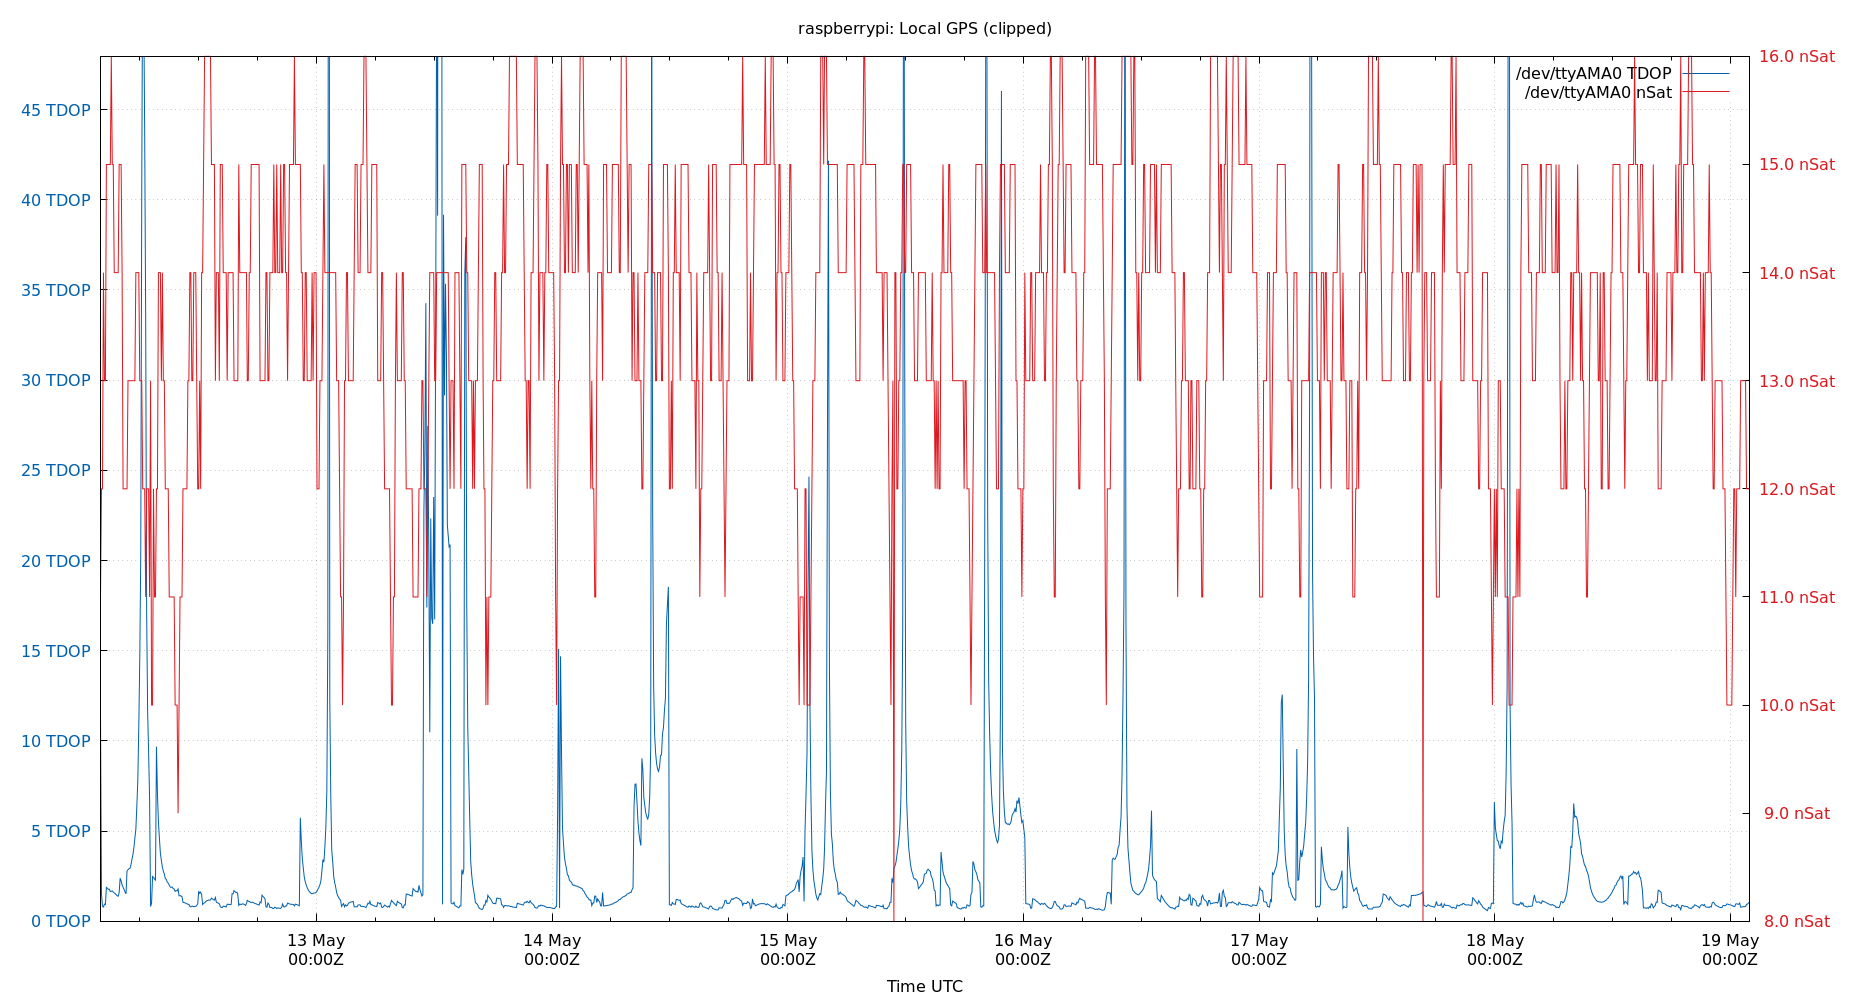 raspberrypi: Local GPS (clipped)
/dev/ttyAMA0 TDOP
/dev/ttyAMA0 nSat
45 TDOP
40 TDOP
35 TDOP
30 TDOP
25 TDOP
20 TDOP
15 TDOP
10 TDOP
5 TDOP
0 TDOP
16.0 nSat
15.0 nSat
14.0 nSat
13.0 nSat
12.0 nSat
11.0 nSat
10.0 nSat
9.0 nSat
8.0 nSat
13 May
00:00Z
14 May
00:00Z
15 May
00:00Z
16 May
00:00Z
17 May
00:00Z
18 May
00:00Z
19 May
00:00Z
Time UTC